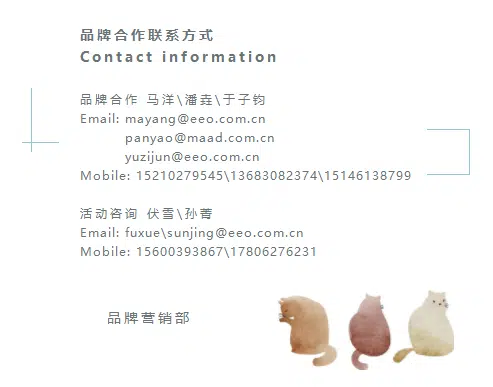 品牌合作联系方式
Contact information
品牌合作 马洋\潘垚\于子钧
Email: mayang@eeo.com.cn
panyao@maad.com.cn
yuzijun@eeo.com.cn
Mobile: 15210279545\13683082374\15146138799
活动咨询 伏雪\孙菁
Email: fuxue\sunjing@eeo.com.cn
Mobile: 15600393867\17806276231
品牌营销部